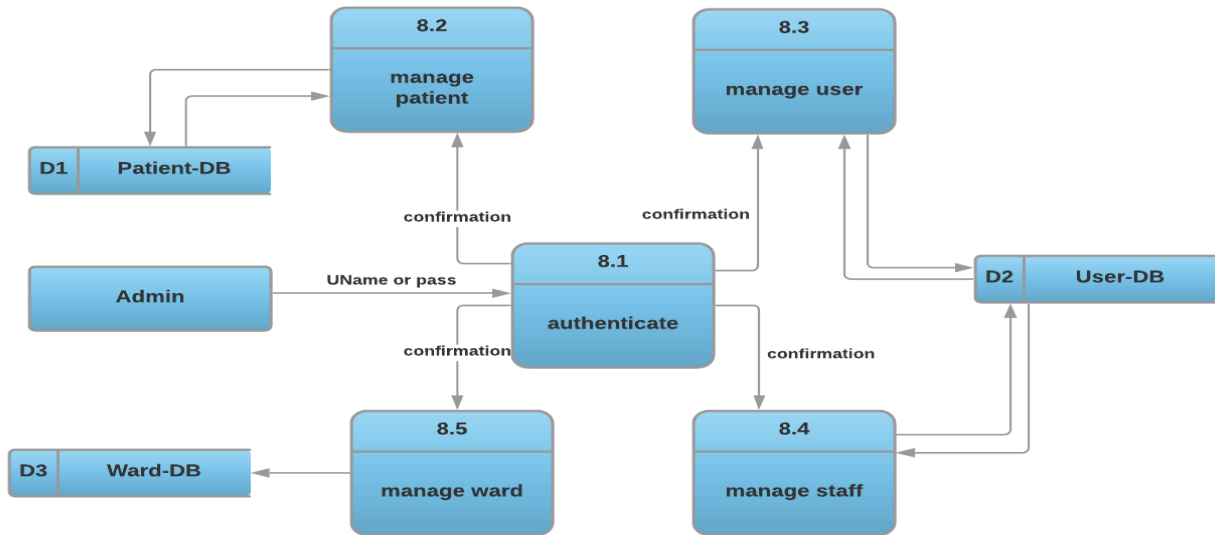 8.2
manage
patient
8.3
manage user
D1
Patient-DB
confirmation
confirmation
8.1
authenticate
Admin
UName or pass
D2
User-DB
confirmation
confirmation
8.5
manage ward
8.4
manage staff
D3
Ward-DB